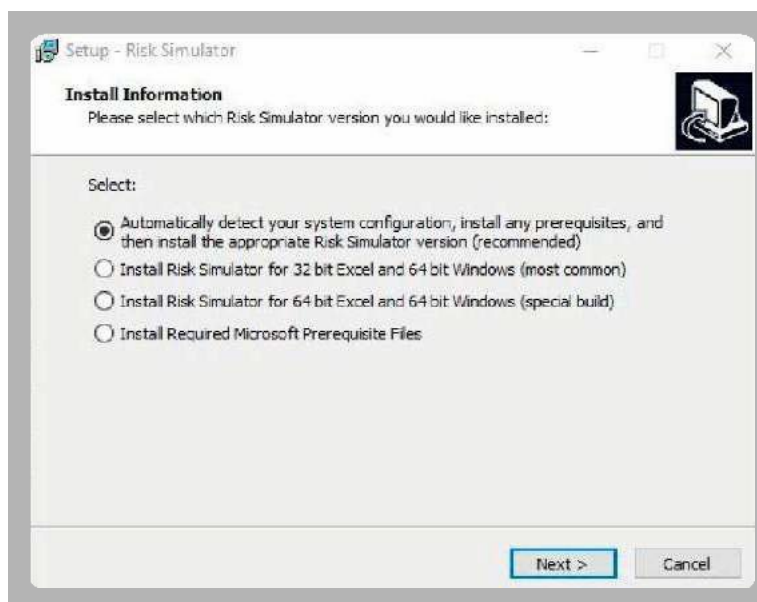 Setup - Risk Simulator
Install Information
Please select which Risk Simulator version you would like installed:
Select:
Automatically detect your system configuration, install any prerequisites, and
then install the appropriate Risk Simulator version (recommended)
Install Risk Simulator for 32 bit Excel and 64 bit Windows (most common)
Install Risk Simulator for 64 bit Excel and 64 bit Windows (special build)
Install Required Microsoft Prerequisite Files
Next >
Cancel